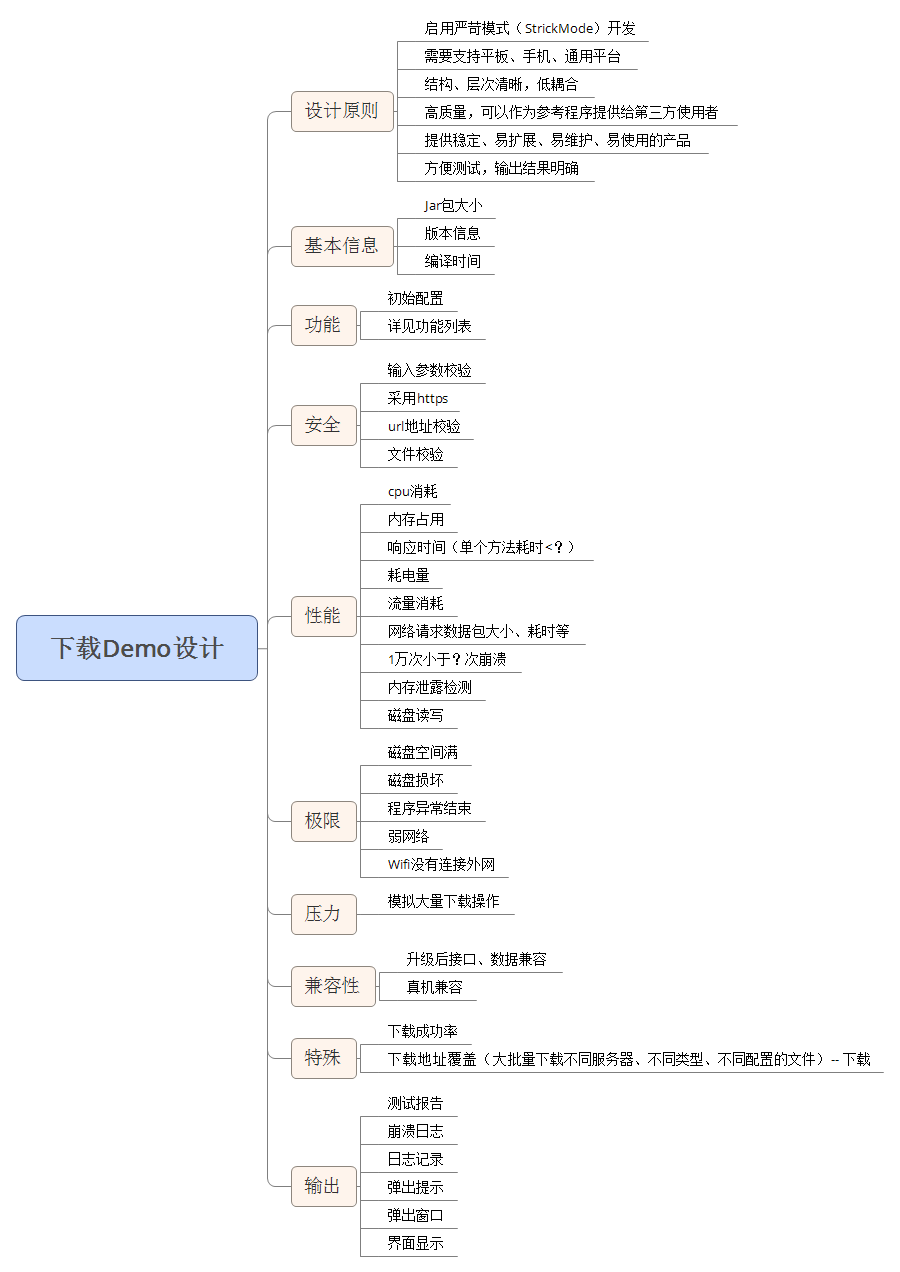 下载Demo设计
设计原则
启用严苛模式（StrickMode）开发
需要支持平板、手机、通用平台
结构、层次清晰，低耦合
高质量，可以作为参考程序提供给第三方使用者
提供稳定、易扩展、易维护、易使用的产品
方便测试，输出结果明确
基本信息
Jar包大小
版本信息
编译时间
功能
初始配置
详见功能列表
安全
输入参数校验
采用https
url地址校验
文件校验
性能
cpu消耗
内存占用
响应时间（单个方法耗时<？）
耗电量
流量消耗
网络请求数据包大小、耗时等
1万次小于？次崩溃
内存泄露检测
磁盘读写
极限
磁盘空间满
磁盘损坏
程序异常结束
弱网络
Wifi没有连接外网
压力
模拟大量下载操作
兼容性
升级后接口、数据兼容
真机兼容
特殊
下载成功率
下载地址覆盖（大批量下载不同服务器、不同类型、不同配置的文件）-- 下载
输出
测试报告
崩溃日志
日志记录
弹出提示
弹出窗口
界面显示